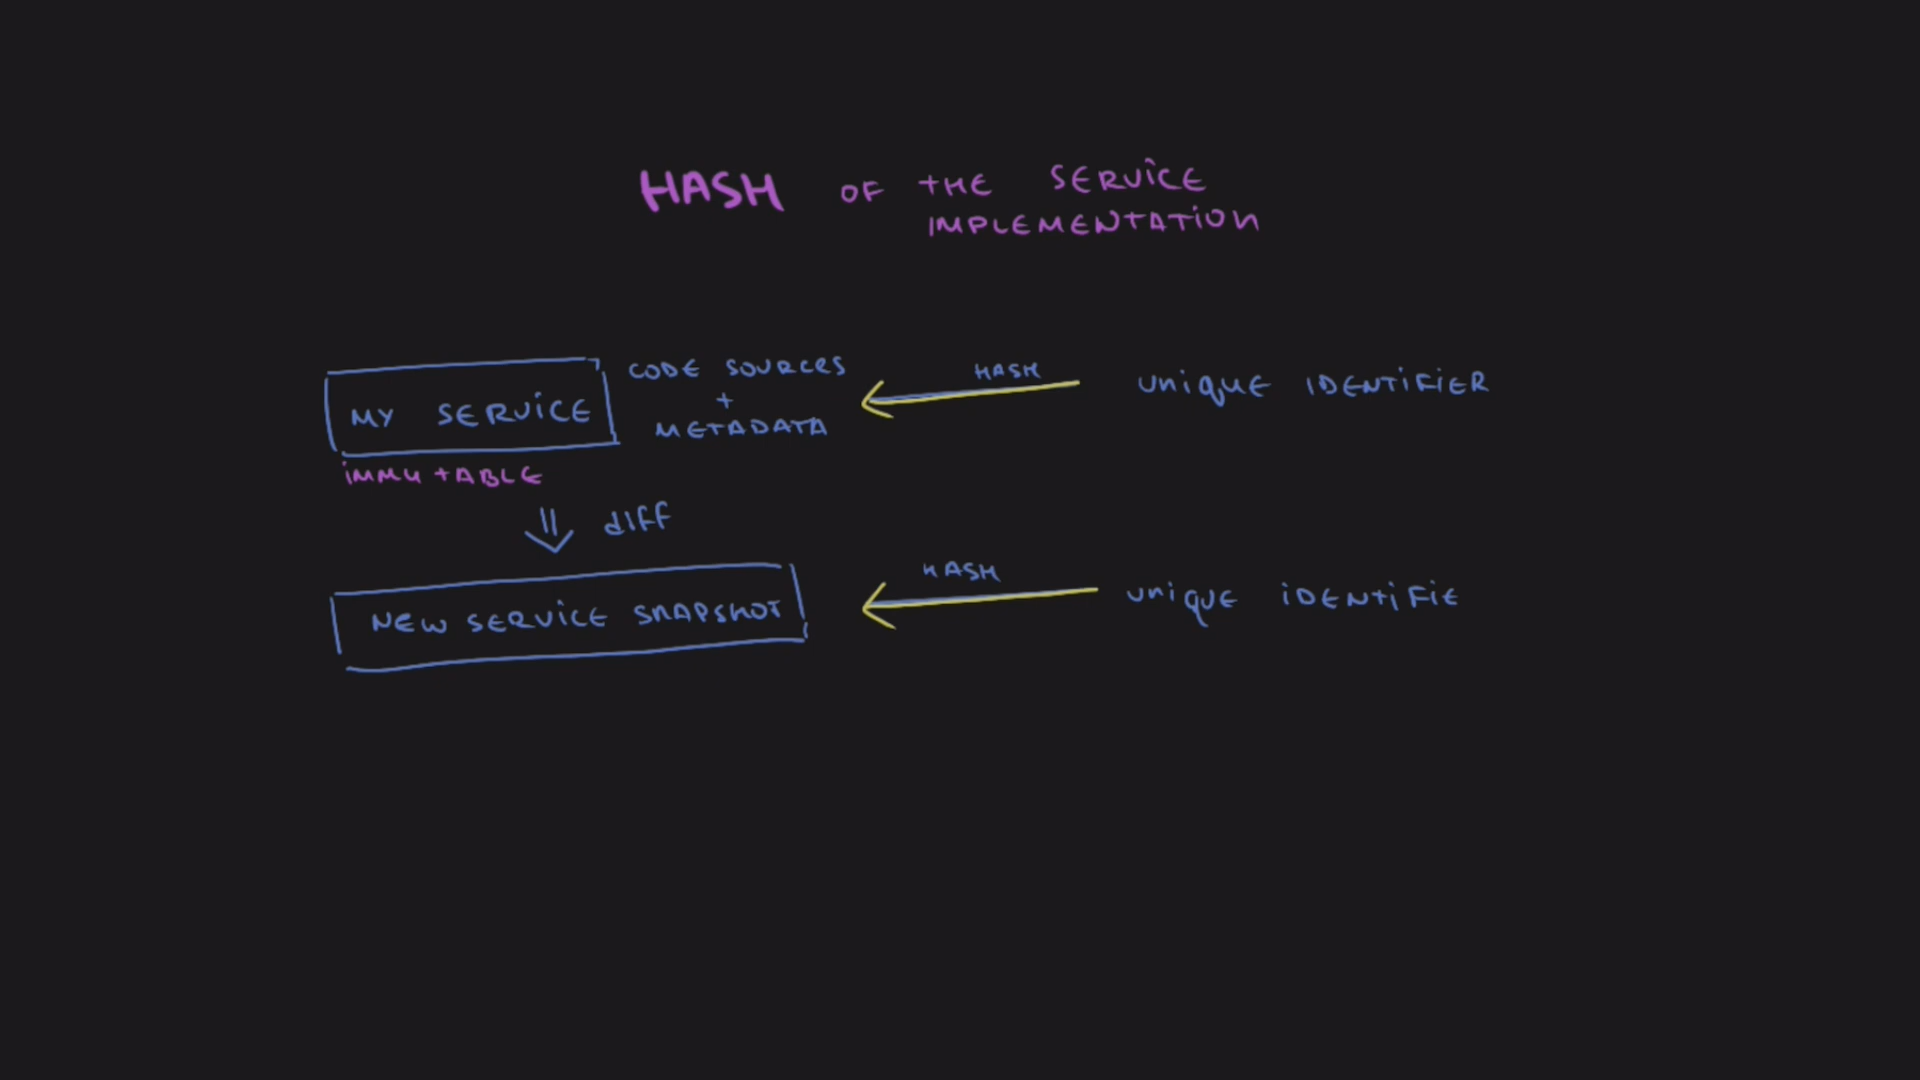 HASH OF THE SERVICE
IMPLEMENTATION
MY SERVICE
CODE SOURCES
+
METADATA
HASH
UNIQUE IDENTIFIER
IMMUTABLE
DIFF
NEW SERVICE SNAPSHOT
HASH
UNIQUE IDENTIFIE